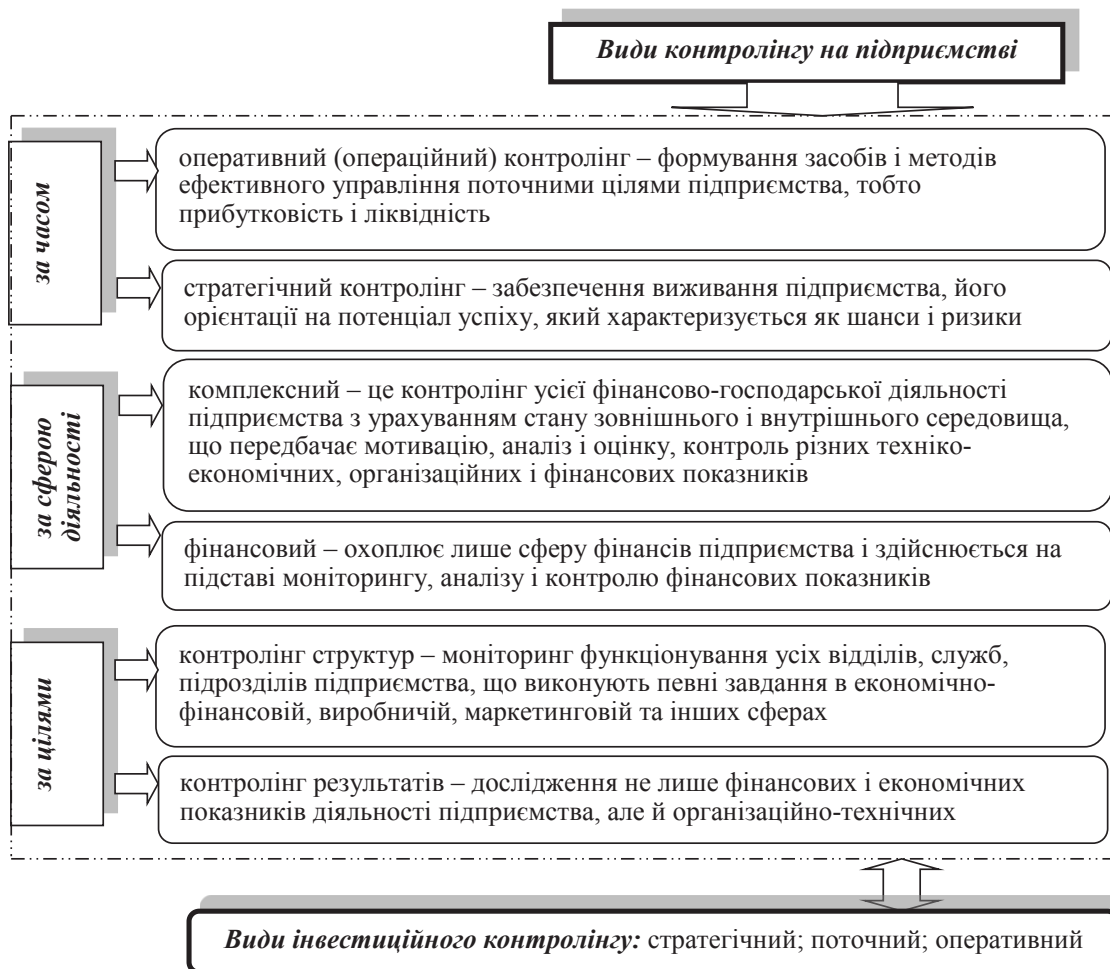 Види контролінгу на підприємстві
за часом
оперативний (операційний) контролінг – формування засобів і методів
ефективного управління поточними цілями підприємства, тобто
прибутковість і ліквідність
стратегічний контролінг – забезпечення виживання підприємства, його
орієнтації на потенціал успіху, який характеризується як шанси і ризики
за сферою
діяльності
комплексний – це контролінг усієї фінансово-господарської діяльності
підприємства з урахуванням стану зовнішнього і внутрішнього середовища,
що передбачає мотивацію, аналіз і оцінку, контроль різних техніко-
економічних, організаційних і фінансових показників
фінансовий – охоплює лише сферу фінансів підприємства і здійснюється на
підставі моніторингу, аналізу і контролю фінансових показників
за цілями
контролінг структур – моніторинг функціонування усіх відділів, служб,
підрозділів підприємства, що виконують певні завдання в економічно-
фінансовій, виробничій, маркетинговій та інших сферах
контролінг результатів – дослідження не лише фінансових і економічних
показників діяльності підприємства, але й організаційно-технічних
Види інвестиційного контролінгу: стратегічний; поточний; оперативний